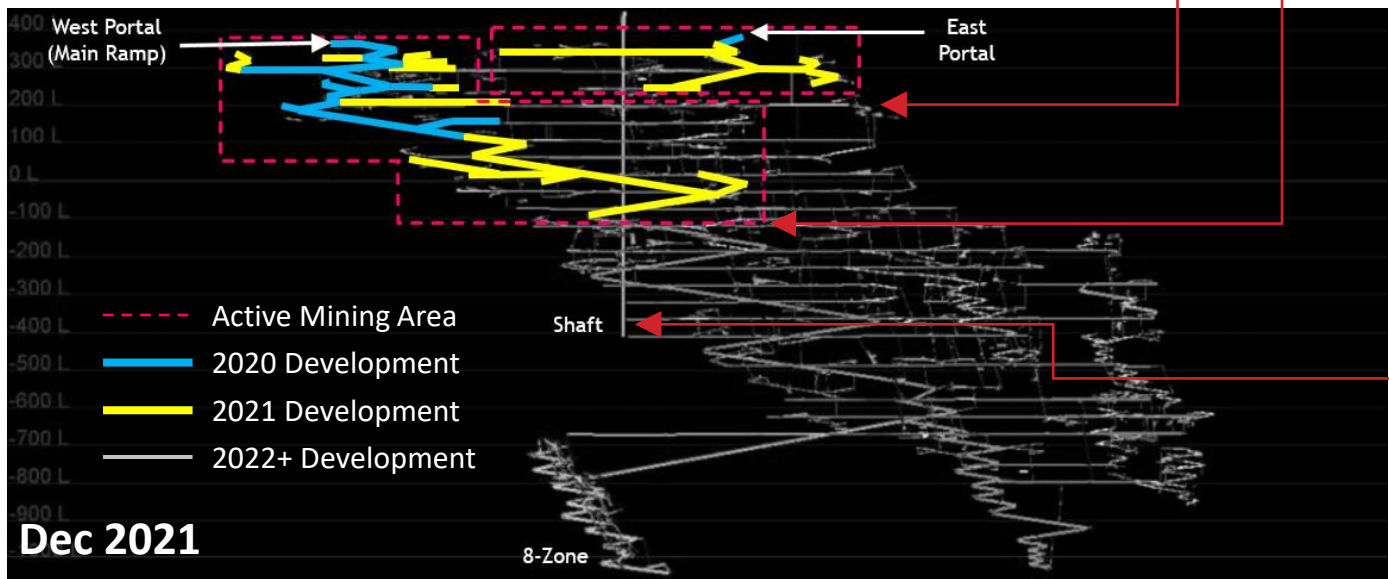 400 L
West Portal
(Main Ramp)
East
Portal
300 L
200 L
100 L
0 L
-100 L
-200 L
-300 L
Active Mining Area
Shaft
-400 L
2020 Development
-500 L
2021 Development
-600 L
-700 L
2022+ Development
-800 L
-900 L
Dec 2021
8-Zone